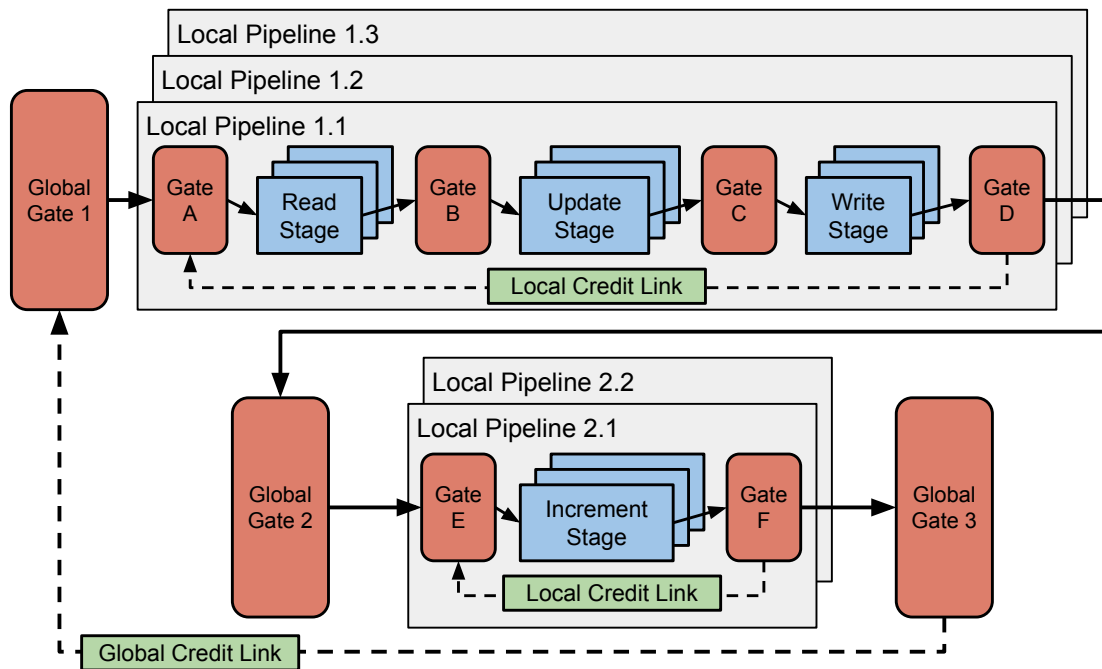 Local Pipeline 1.3
Local Pipeline 1.2
Local Pipeline 1.1
Global
Gate 1
Gate
A
Read
Stage
Gate
B
Update
Stage
Gate
C
Write
Stage
Gate
D
Local Credit Link
Local Pipeline 2.2
Local Pipeline 2.1
Global
Gate 2
Gate
E
Increment
Stage
Gate
F
Global
Gate 3
Local Credit Link
Global Credit Link